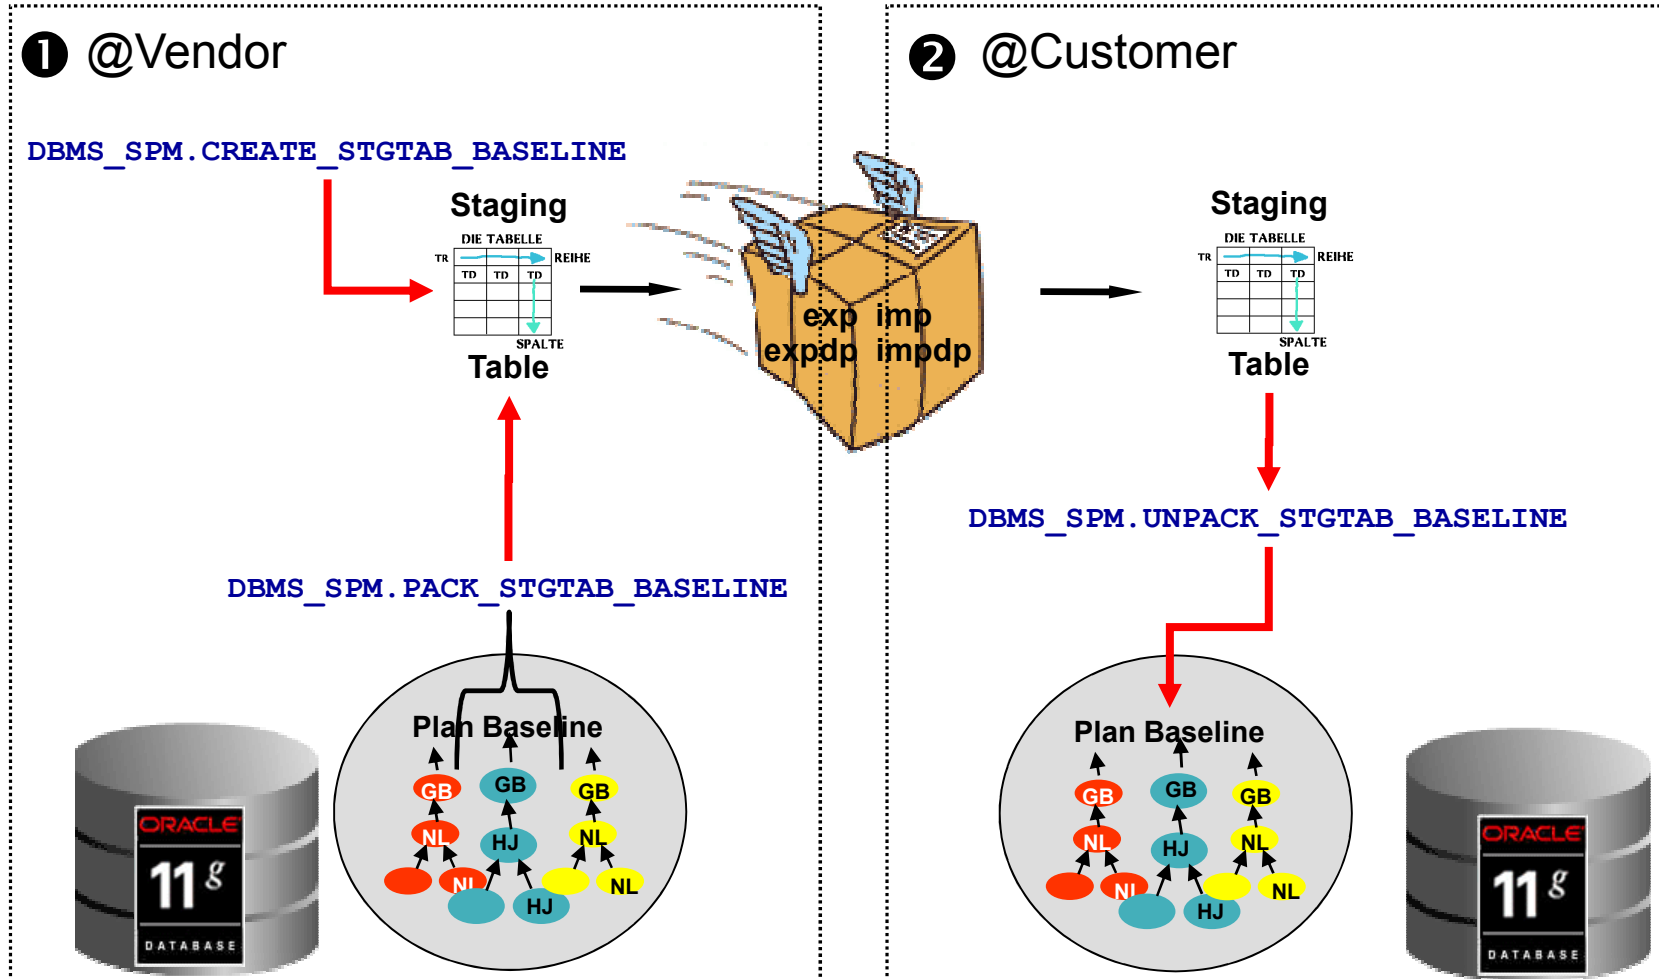 ❶ @Vendor
DBMS_SPM.CREATE_STGTAB_BASELINE
Staging
DIE TABELLE
TR
REIHE
TD TD TD
SPALTE
Table
exp imp
expdp impdp
DBMS_SPM.PACK_STGTAB_BASELINE
Plan Baseline
GB
GB
GB
NL
HJ
NL
NL
HJ
NL
ORACLE
11g
DATABASE
❷ @Customer
Staging
DIE TABELLE
TR
REIHE
TD TD TD
SPALTE
Table
DBMS_SPM.UNPACK_STGTAB_BASELINE
Plan Baseline
GB
GB
GB
NL
HJ
NL
NL
HJ
NL
ORACLE
11g
DATABASE